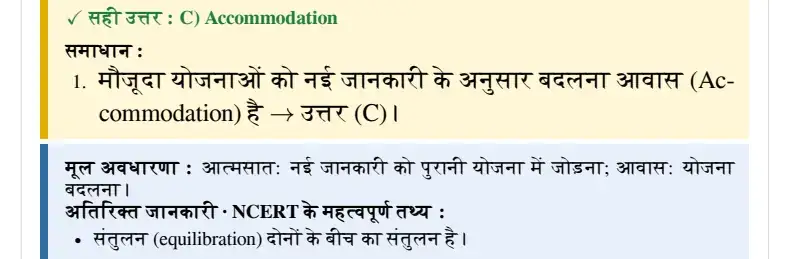 ✓ सही उत्तर : C) Accommodation
समाधान :
1. मौजूदा योजनाओं को नई जानकारी के अनुसार बदलना आवास (Ac-
commodation) है → उत्तर (C)।
मूल अवधारणा : आत्मसातः नई जानकारी को पुरानी योजना में जोड़ना; आवासः योजना
बदलना।
अतिरिक्त जानकारी · NCERT के महत्वपूर्ण तथ्य :
• संतुलन (equilibration) दोनों के बीच का संतुलन है।